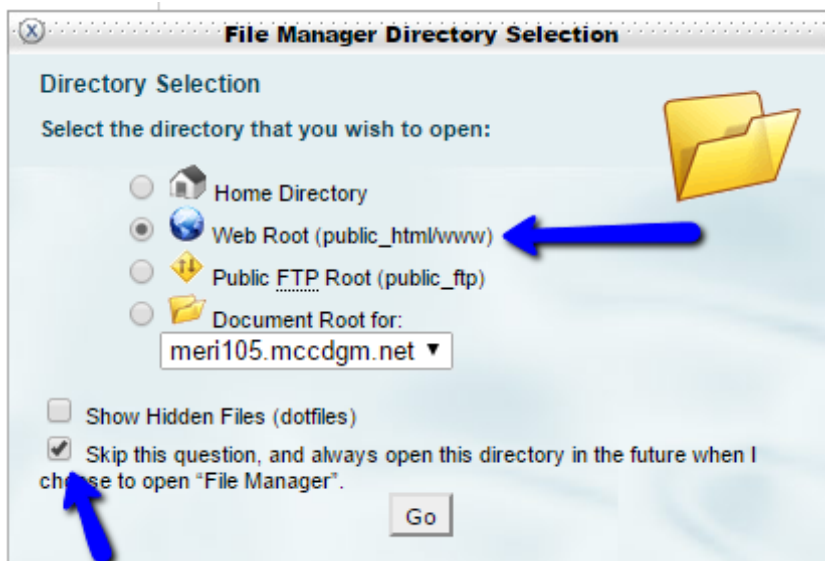 File Manager Directory Selection
Directory Selection
Select the directory that you wish to open:
Home Directory
Web Root (public_html/www)
Public FTP Root (public_ftp)
Document Root for:
meri105.mccdgm.net
Show Hidden Files (dotfiles)
Skip this question, and always open this directory in the future when I
choose to open “File Manager”.
Go